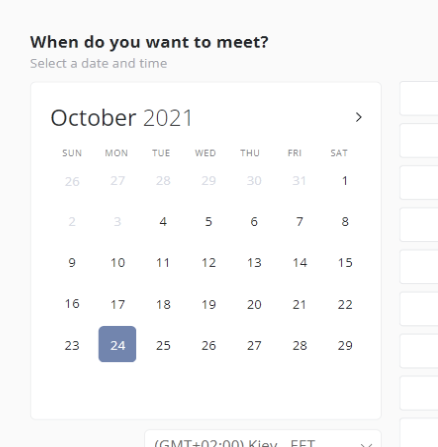 When do you want to meet?
Select a date and time
October 2021
SUN MON TUE WED THU FRI SAT
26 27 28 29 30 31 1
2 3 4 5 6 7 8
9 10 11 12 13 14 15
16 17 18 19 20 21 22
23 24 25 26 27 28 29
(GMT+02:00) Kiev - EET